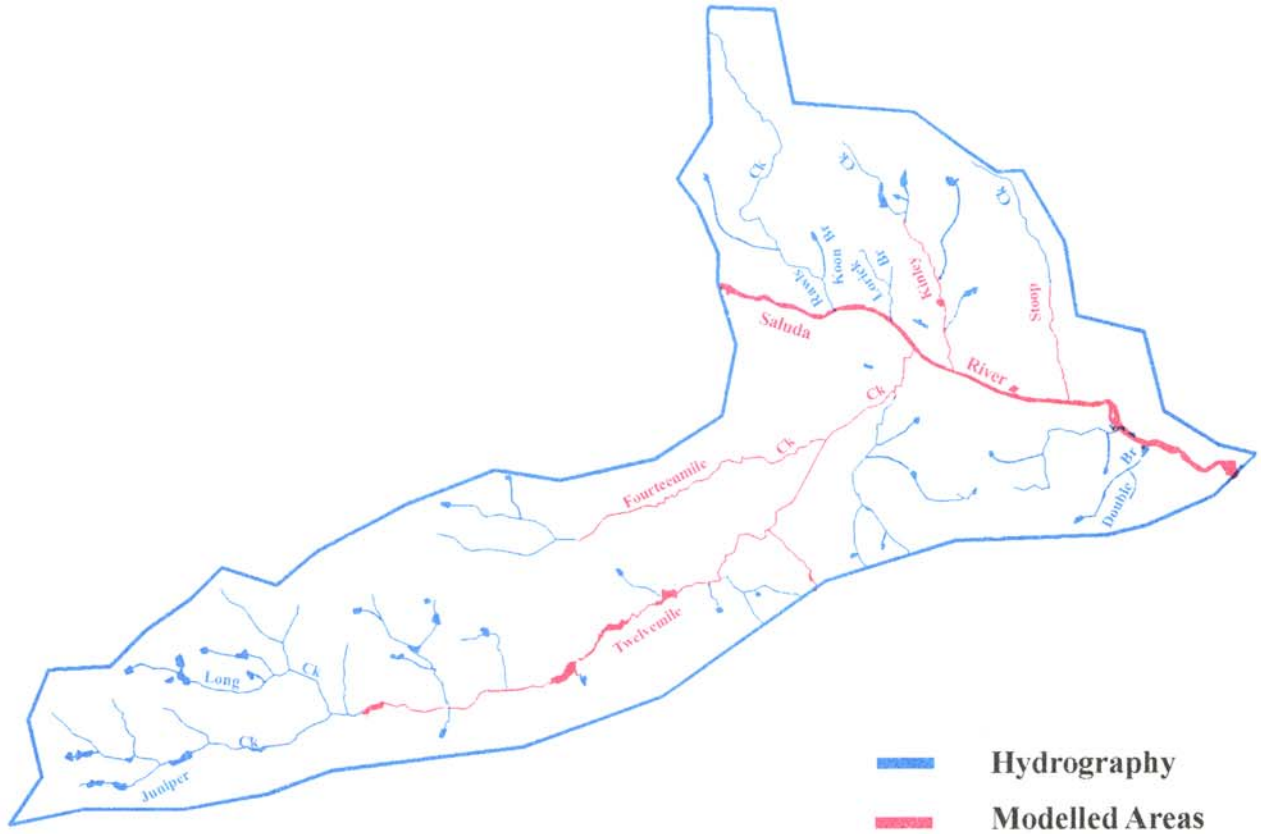 Ck
Ck
Ck
Rawls
Koon Br
Lorick Br
Kinley
Stoop
Saluda
River
Ck
Ck
Fourteenmile
Br
Double
Twelvemile
Long
Ck
Ck
Juniper
Hydrography
Modelled Areas